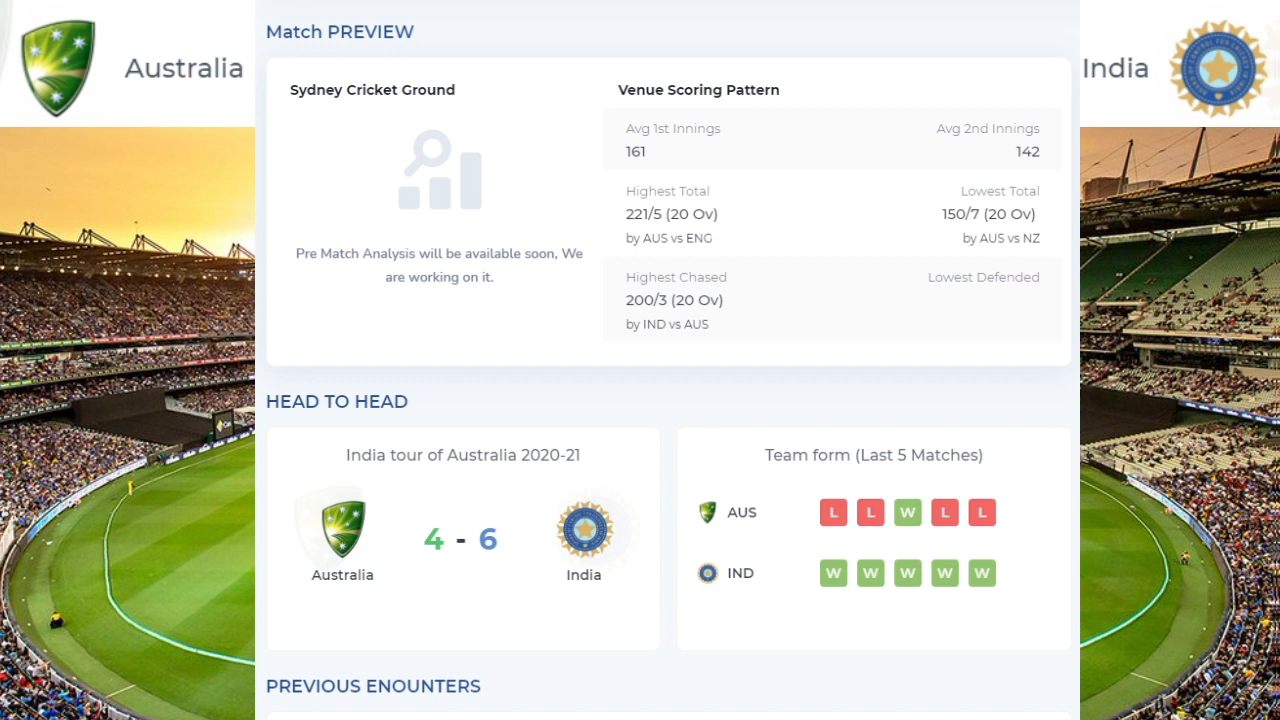 Australia
India
Match PREVIEW
Sydney Cricket Ground
Pre Match Analysis will be available soon, We
are working on it.
Venue Scoring Pattern
Avg 1st Innings
Avg 2nd Innings
161
142
Highest Total
Lowest Total
221/5 (20 Ov)
150/7 (20 Ov)
by AUS vs ENG
by AUS vs NZ
Highest Chased
Lowest Defended
200/3 (20 Ov)
by IND vs AUS
HEAD TO HEAD
India tour of Australia 2020-21
4 - 6
Australia
India
Team form (Last 5 Matches)
AUS L L W L L
IND W W W W W
PREVIOUS ENOUNTERS